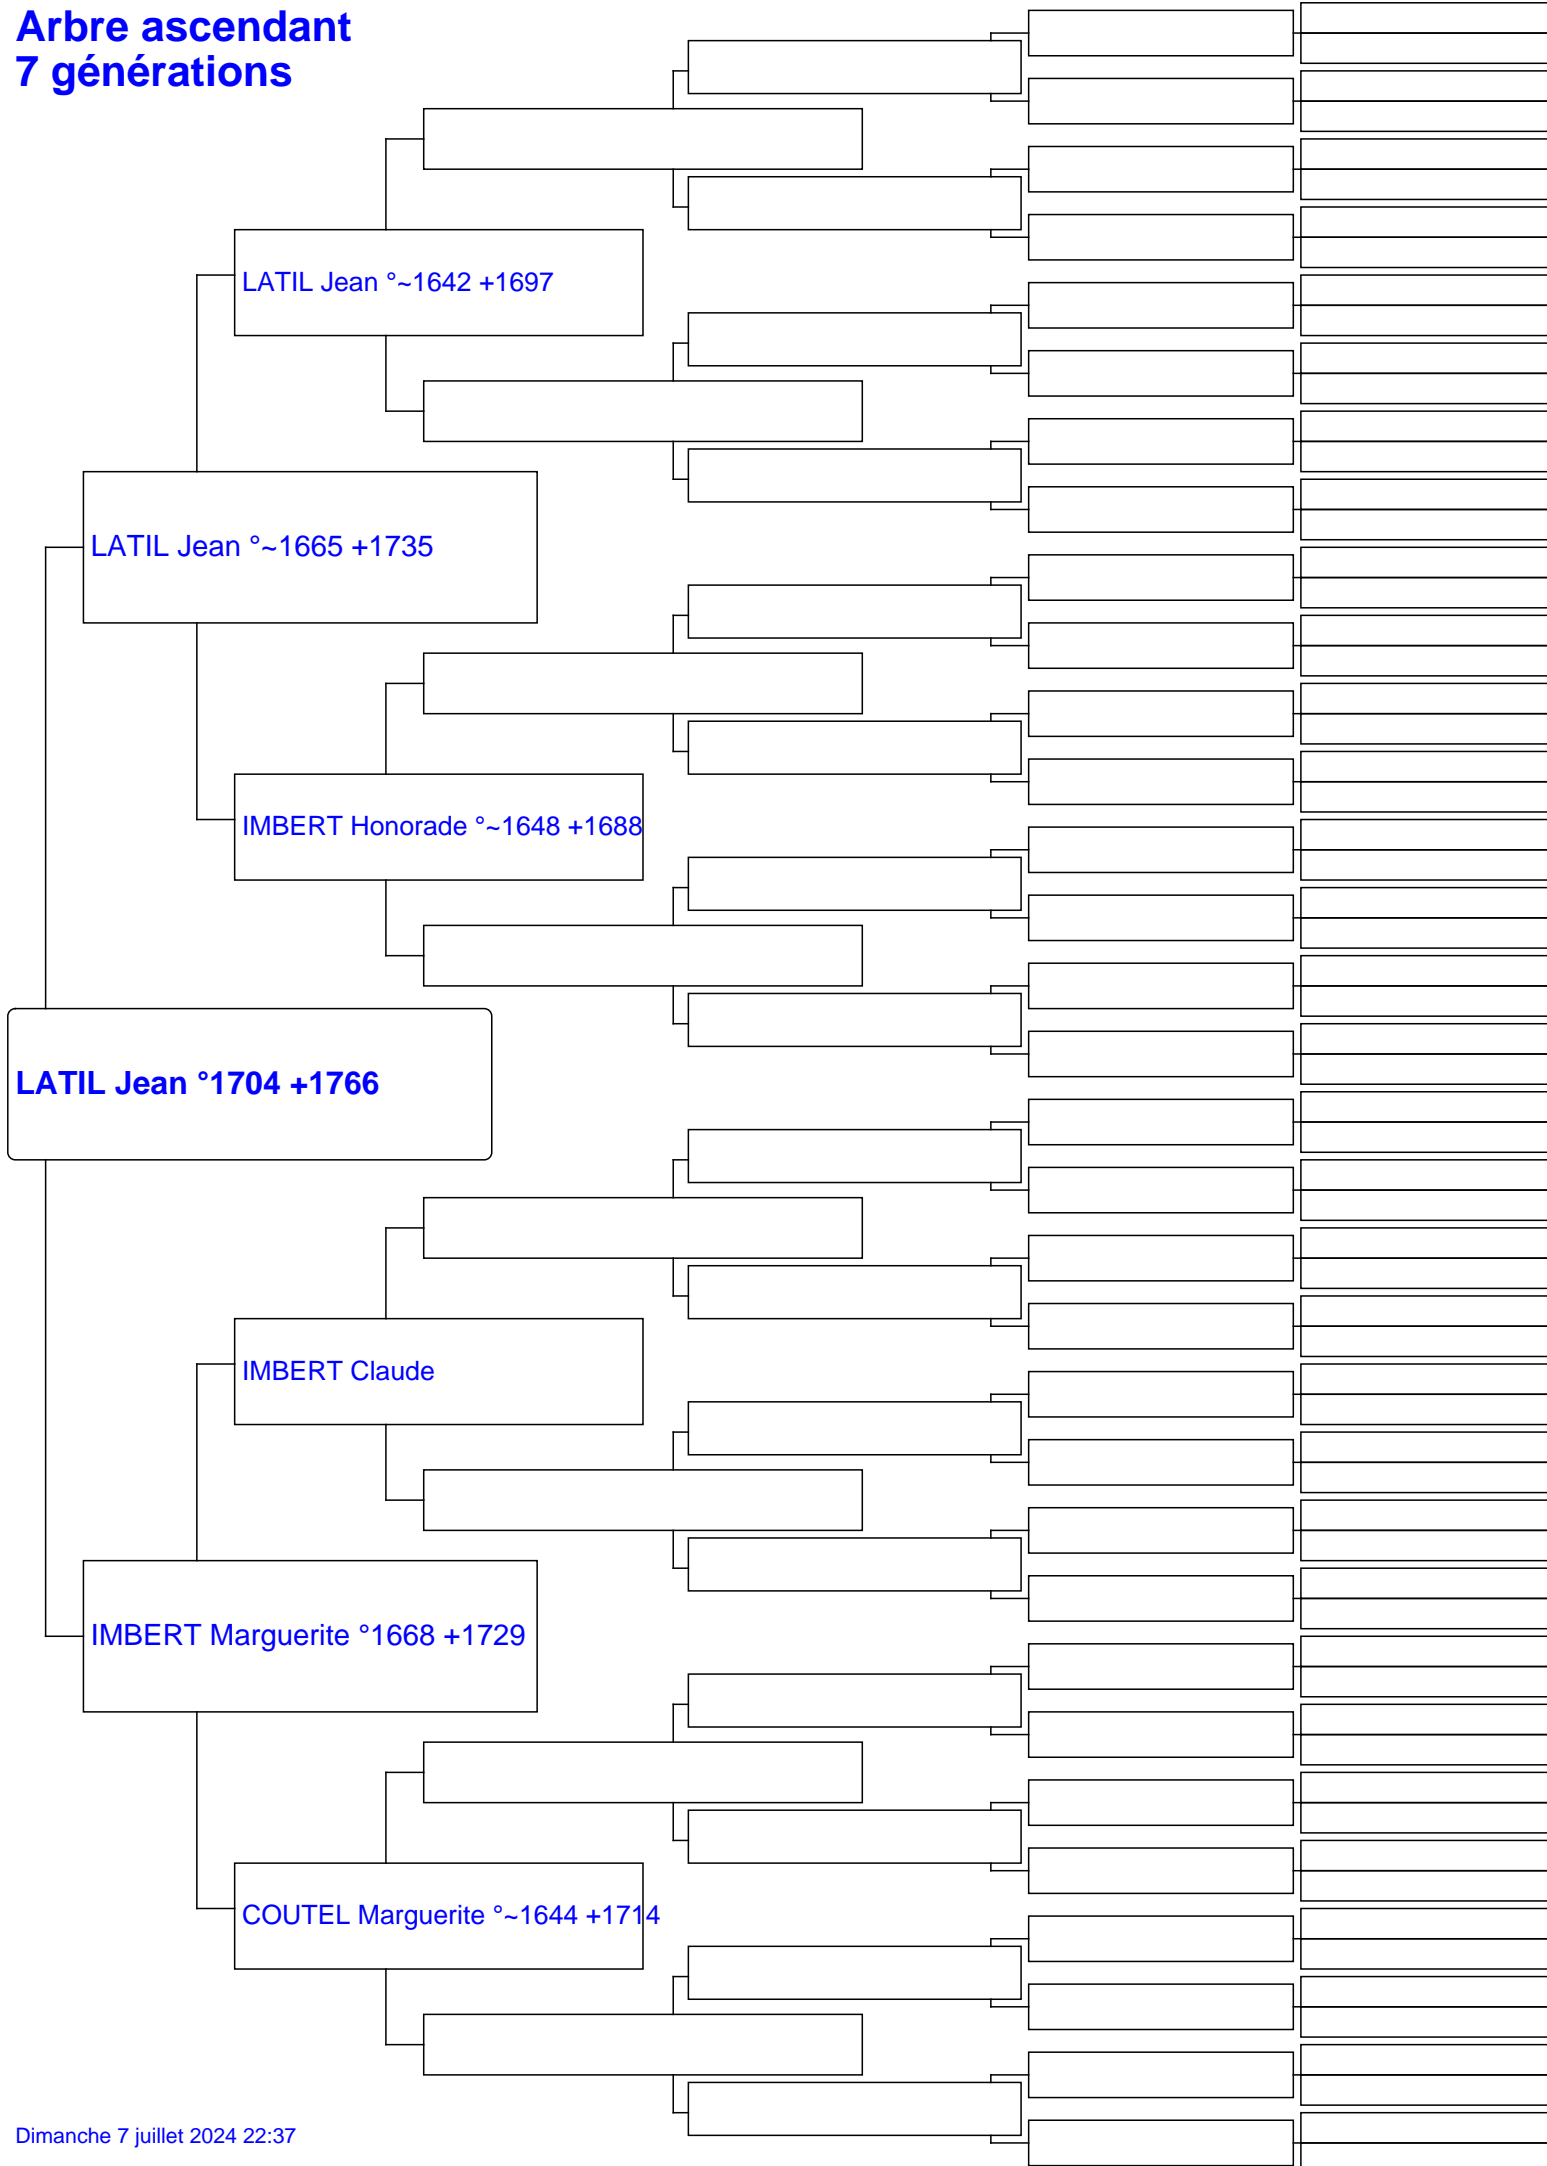 Arbre ascendant
7 générations
LATIL Jean °~1642 +1697
LATIL Jean °~1665 +1735
IMBERT Honorade °~1648 +1688
LATIL Jean °1704 +1766
IMBERT Claude
IMBERT Marguerite °1668 +1729
COUTEL Marguerite °~1644 +1714
Dimanche 7 juillet 2024 22:37